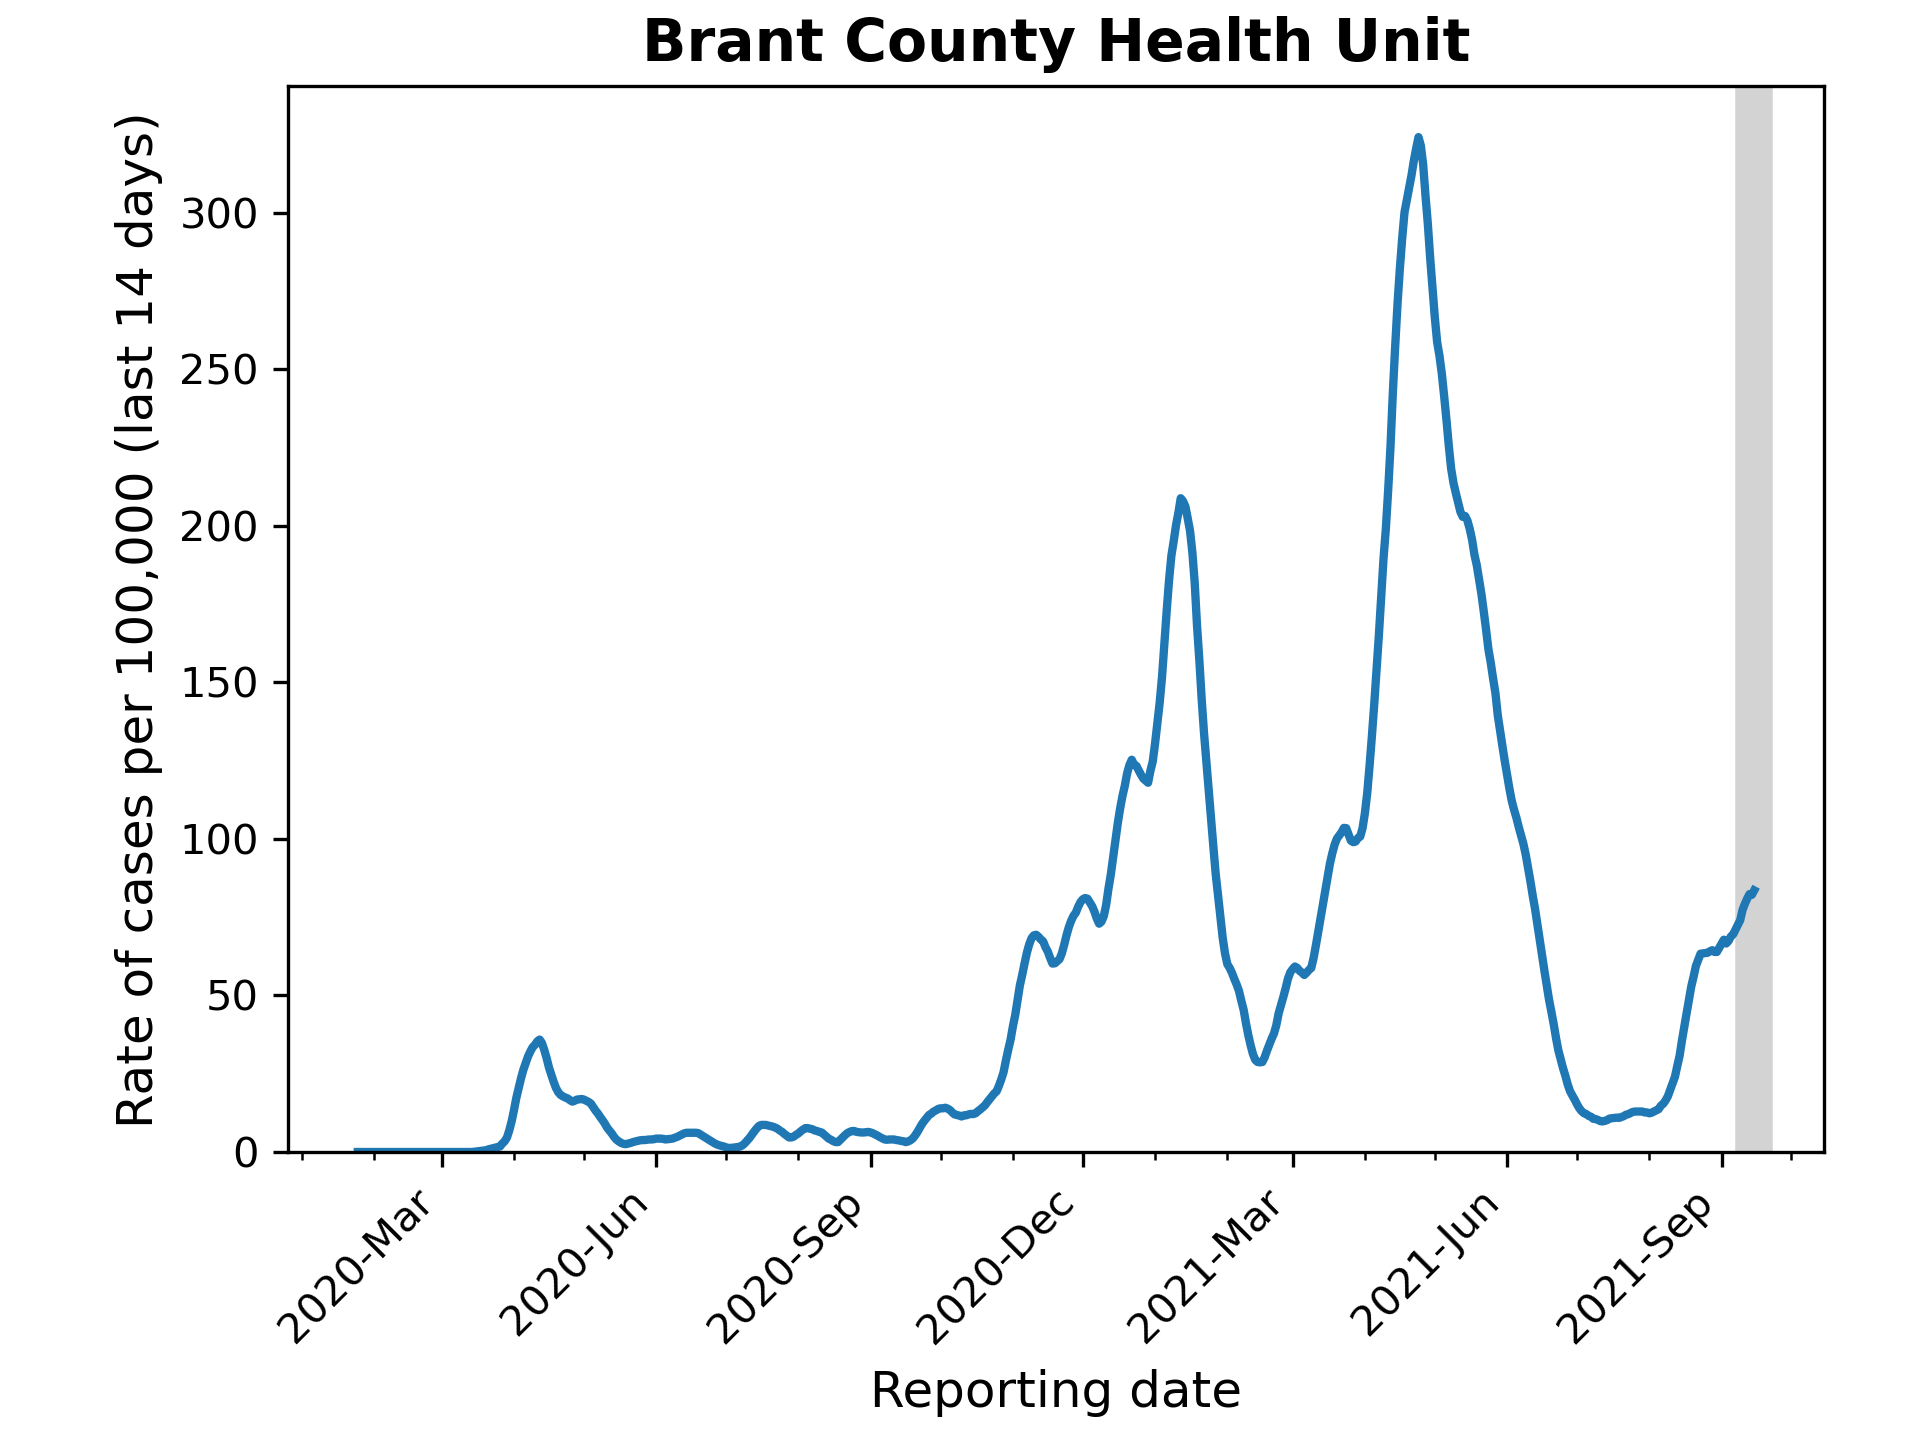 Brant County Health Unit
Rate of cases per 100,000 (last 14 days)
300
250
200
150
100
50
0
2020-Mar
2020-Jun
2020-Sep
2020-Dec
2021-Mar
2021-Jun
2021-Sep
Reporting date